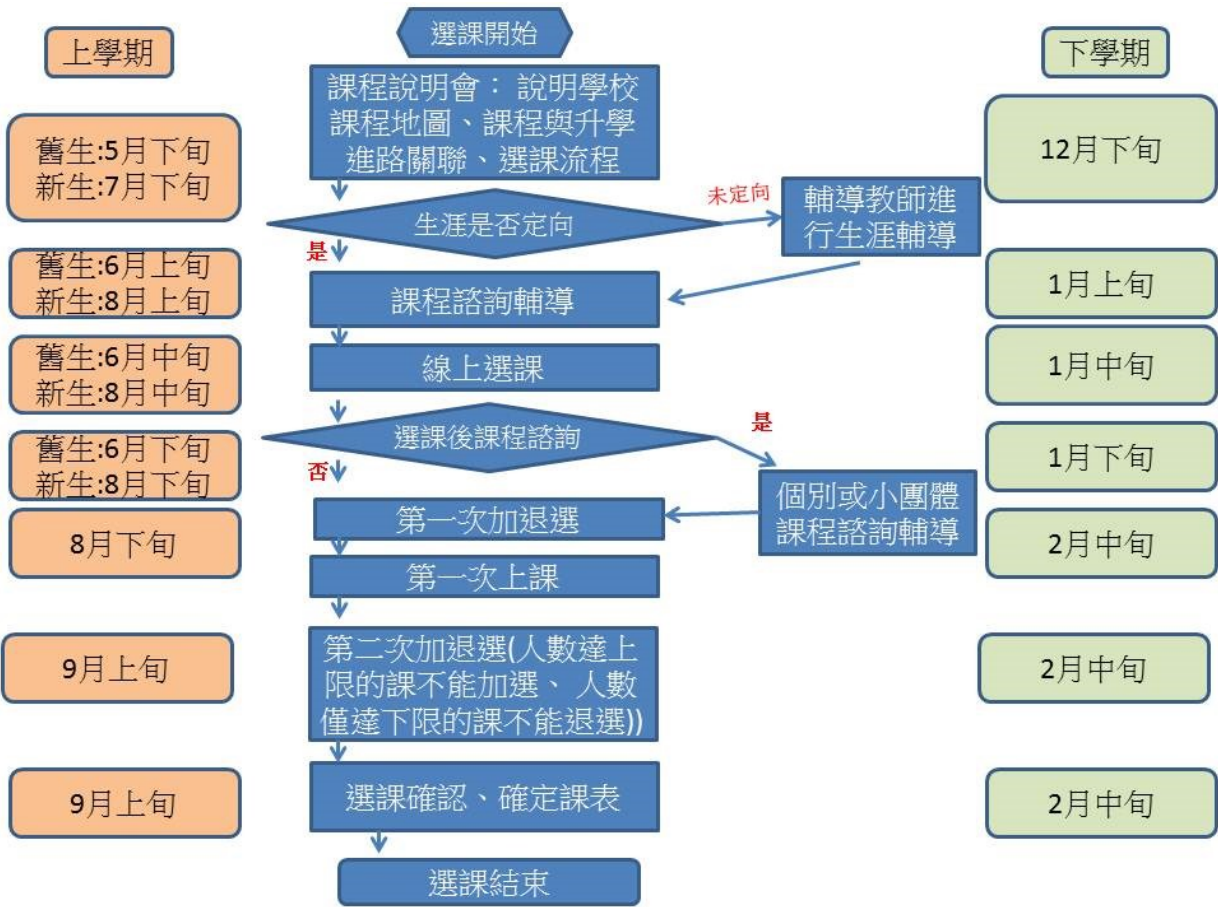 選課開始
上學期
下學期
課程說明會： 說明學校
課程地圖、課程與升學
進路關聯、選課流程
舊生:5月下旬
新生:7月下旬
12月下旬
未定向
輔導教師進
行生涯輔導
生涯是否定向
是
舊生:6月上旬
新生:8月上旬
課程諮詢輔導
1月上旬
舊生:6月中旬
新生:8月中旬
線上選課
1月中旬
選課後課程諮詢
是
舊生:6月下旬
新生:8月下旬
1月下旬
否
個別或小團體
課程諮詢輔導
第一次加退選
8月下旬
2月中旬
第一次上課
第二次加退選(人數達上
限的課不能加選、 人數
僅達下限的課不能退選))
9月上旬
2月中旬
選課確認、確定課表
9月上旬
2月中旬
選課結束